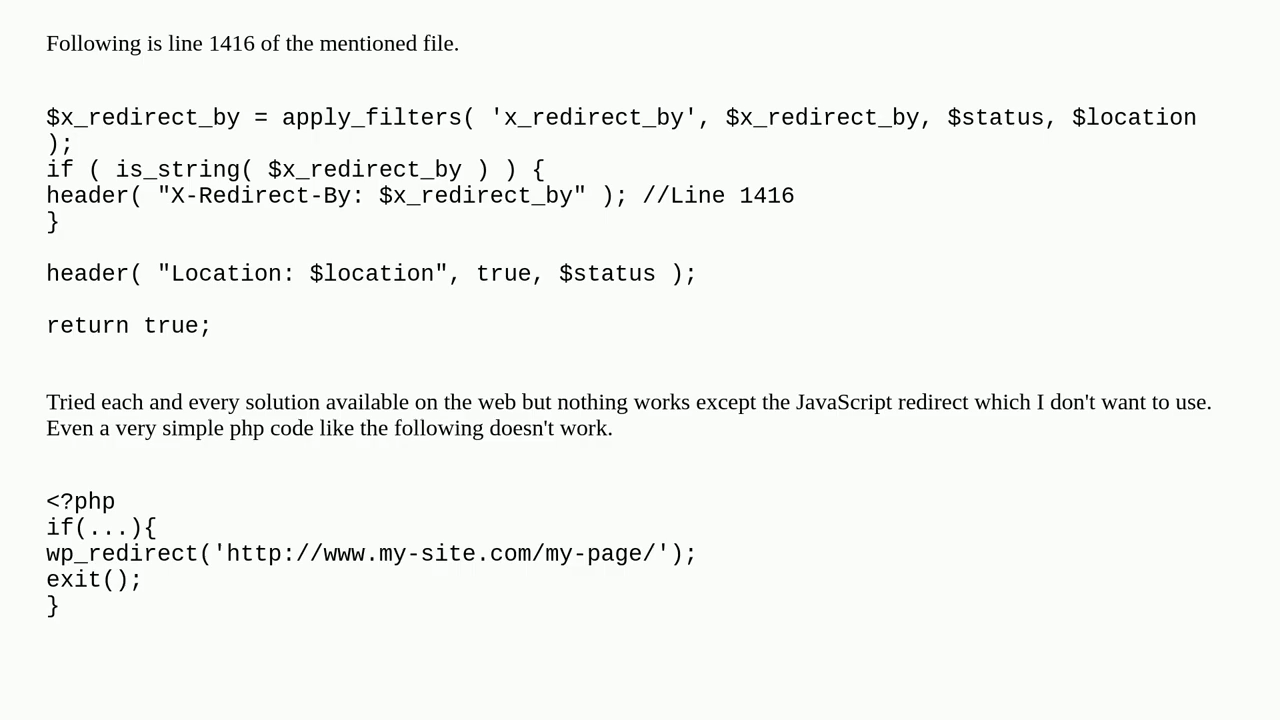 Following is line 1416 of the mentioned file.
$x_redirect_by = apply_filters( 'x_redirect_by', $x_redirect_by, $status, $location
);
if ( is_string( $x_redirect_by ) ) {
header( "X-Redirect-By: $x_redirect_by" ); //Line 1416
}
header( "Location: $location", true, $status );
return true;
Tried each and every solution available on the web but nothing works except the JavaScript redirect which I don't want to use.
Even a very simple php code like the following doesn't work.
<?php
if(...){
wp_redirect('http://www.my-site.com/my-page/');
exit();
}